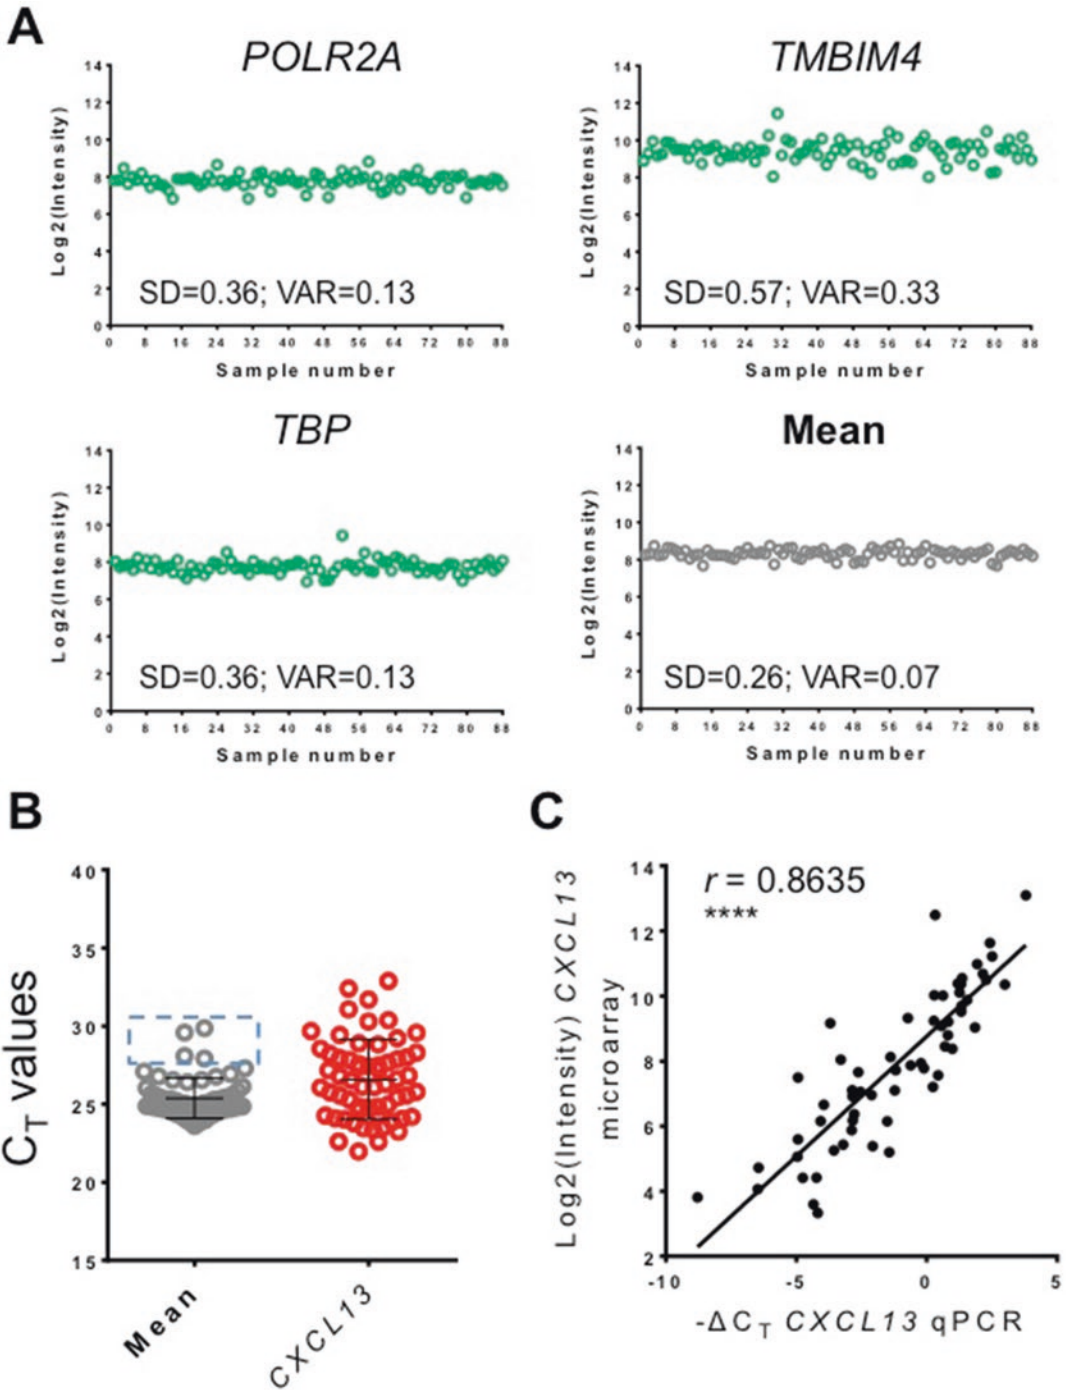 A
POLR2A
14
12
10
8
6
4
2
0
Log2(Intensity)
SD=0.36; VAR=0.13
0 8 16 24 32 40 48 56 64 72 80 88
Sample number
TMBIM4
14
12
10
8
6
4
2
0
Log2(Intensity)
SD=0.57; VAR=0.33
0 8 16 24 32 40 48 56 64 72 80 88
Sample number
TBP
14
12
10
8
6
4
2
0
Log2(Intensity)
SD=0.36; VAR=0.13
0 8 16 24 32 40 48 56 64 72 80 88
Sample number
Mean
14
12
10
8
6
4
2
0
Log2(Intensity)
SD=0.26; VAR=0.07
0 8 16 24 32 40 48 56 64 72 80 88
Sample number
B
40
35
30
25
20
15
CT values
Mean
CXCL13
C
Log2(Intensity) CXCL13
microarray
14
12
10
8
6
4
2
r = 0.8635
****
-10 -5 0 5
-ΔCT CXCL13 qPCR